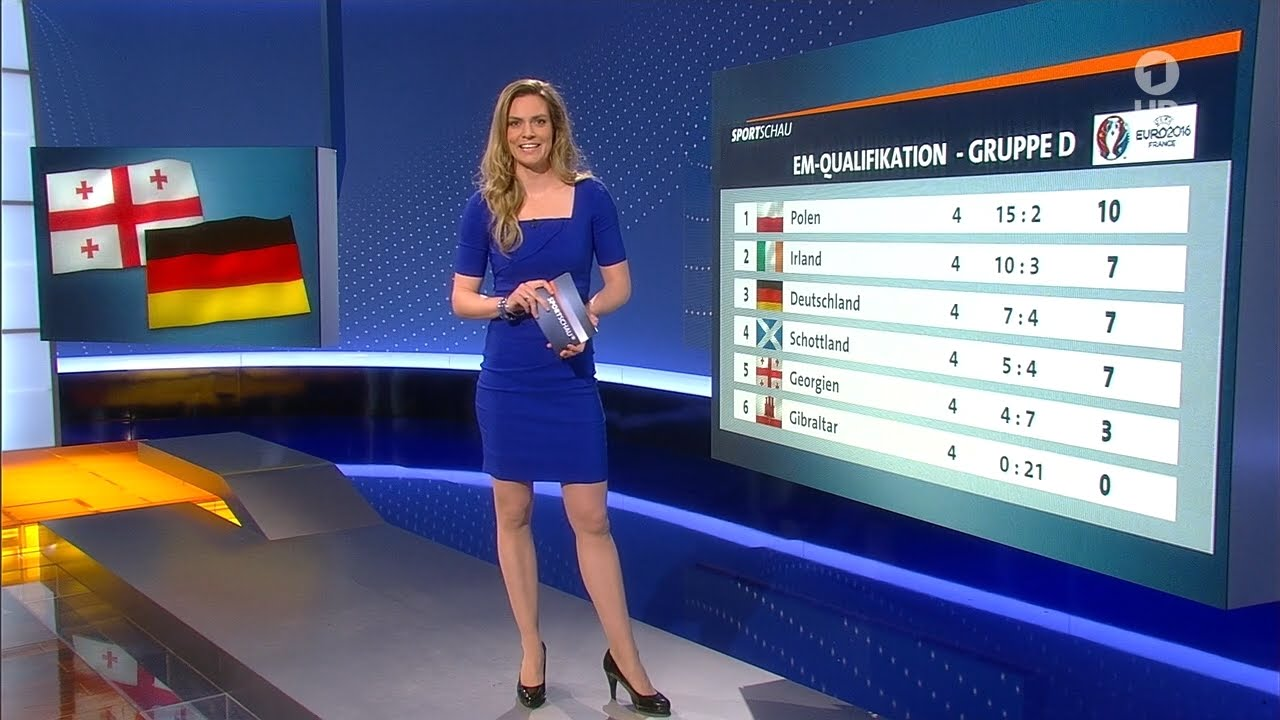 1
HD
SPORTSCHAU
EM-QUALIFIKATION - GRUPPE D
UEFA
EURO2016
FRANCE
1 Polen 4 15 : 2 10
2 Irland 4 10 : 3 7
3 Deutschland 4 7 : 4 7
4 Schottland 4 5 : 4 7
5 Georgien 4 4 : 7 3
6 Gibraltar 4 0 : 21 0
SPORTSCHAU